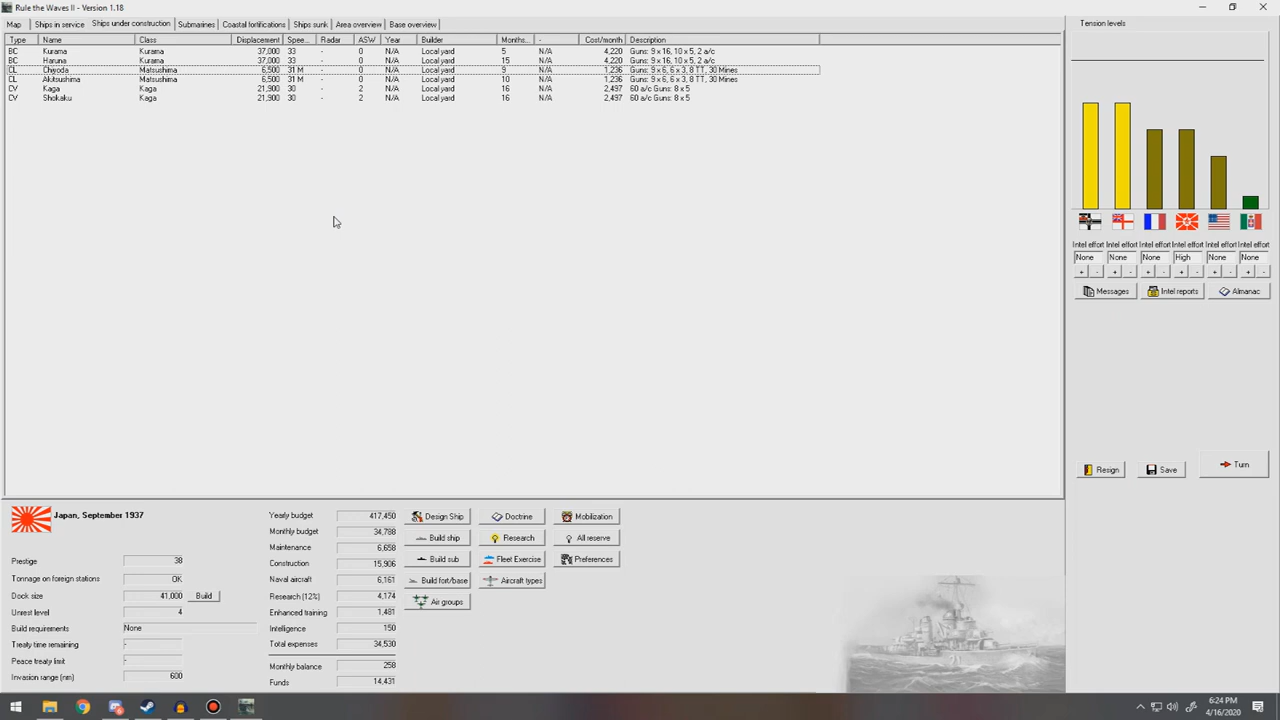 Rule the Waves II - Version 1.18
Map Ships in service Ships under construction Submarines Coastal fortifications Ships sunk Area overview Base overview
Type Name Class Displacement Spee... Radar ASW Year Builder Months... - Cost/month Description
BC Kurama Kurama 37,000 33 - 0 N/A Local yard 5 N/A 4,220 Guns: 9 x 16, 10 x 5, 2 a/c
BC Haruna Kurama 37,000 33 - 0 N/A Local yard 15 N/A 4,220 Guns: 9 x 16, 10 x 5, 2 a/c
CL Chiyoda Matsushima 6,500 31 M - 0 N/A Local yard 9 N/A 1,236 Guns: 9 x 6, 6 x 3, 8 TT, 30 Mines
CL Akitsushima Matsushima 6,500 31 M - 0 N/A Local yard 10 N/A 1,236 Guns: 9 x 6, 6 x 3, 8 TT, 30 Mines
CV Kaga Kaga 21,900 30 - 2 N/A Local yard 16 N/A 2,497 60 a/c Guns: 8 x 5
CV Shokaku Kaga 21,900 30 - 2 N/A Local yard 16 N/A 2,497 60 a/c Guns: 8 x 5
Tension levels
Intel effort Intel effort Intel effort Intel effort Intel effort Intel effort
None None None High None None
+ - + - + - + - + - + -
Messages Intel reports Almanac
Resign Save Turn
Japan, September 1937
Prestige 38
Tonnage on foreign stations OK
Dock size 41,000 Build
Unrest level 4
Build requirements None
Treaty time remaining -
Peace treaty limit -
Invasion range (nm) 600
Yearly budget 417,450
Monthly budget 34,788
Maintenance 6,658
Construction 15,906
Naval aircraft 6,161
Research (12%) 4,174
Enhanced training 1,481
Intelligence 150
Total expenses 34,530
Monthly balance 258
Funds 14,431
Design Ship Doctrine Mobilization
Build ship Research All reserve
Build sub Fleet Exercise Preferences
Build fort/base Aircraft types
Air groups
6:24 PM
4/16/2020